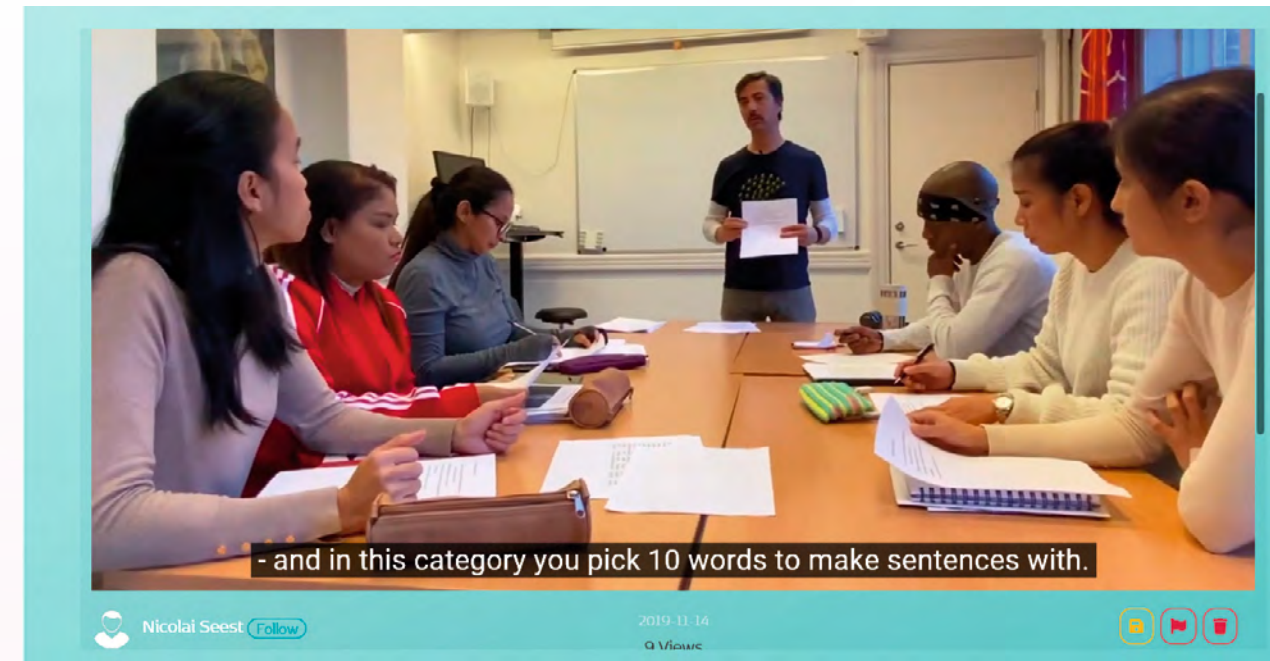 - and in this category you pick 10 words to make sentences with.
Nicolai Seest Follow 2019-11-14
9 Views